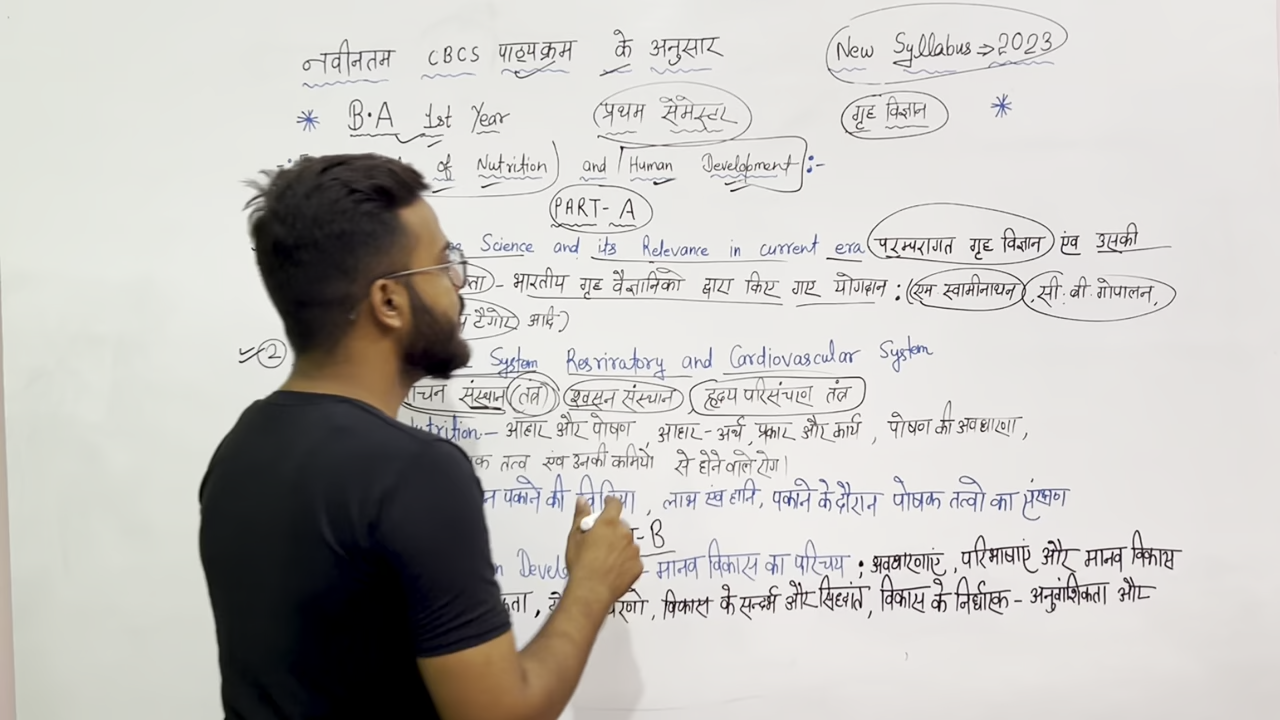 नवीनतम CBCS पाठ्यक्रम के अनुसार New Syllabus ⇒ 2023
* B.A 1st Year प्रथम सेमेस्टर गृह विज्ञान *
of Nutrition and Human Development :-
PART- A
Science and its Relevance in current era परम्परागत गृह विज्ञान एंव उसकी
- भारतीय गृह वैज्ञानिको द्वारा किए गए योगदान : (एम स्वामीनाथन, सी. वी गोपालन,
टैगोर आदि)
2 System Resriratory and Cardiovascular System
पाचन संस्थान (तंत्र) श्वसन संस्थान हृदय परिसंचाण तंत्र
Nutrition - आहार और पोषण, आहार - अर्थ, प्रकार और कार्य, पोषण की अवधारणा,
तत्व एंव उनकी कमियो से होने वाले रोग।
पकाने की विधिया, लाभ एंव हानि, पकाने के दौरान पोषक तत्वो का संरक्षण
-B
- मानव विकास का परिचय : अवधारणाएं, परिभाषाएं और मानव विकास
विकास के सन्दर्भ और सिद्धांत, विकास के निर्धारक - अनुवांशिकता और